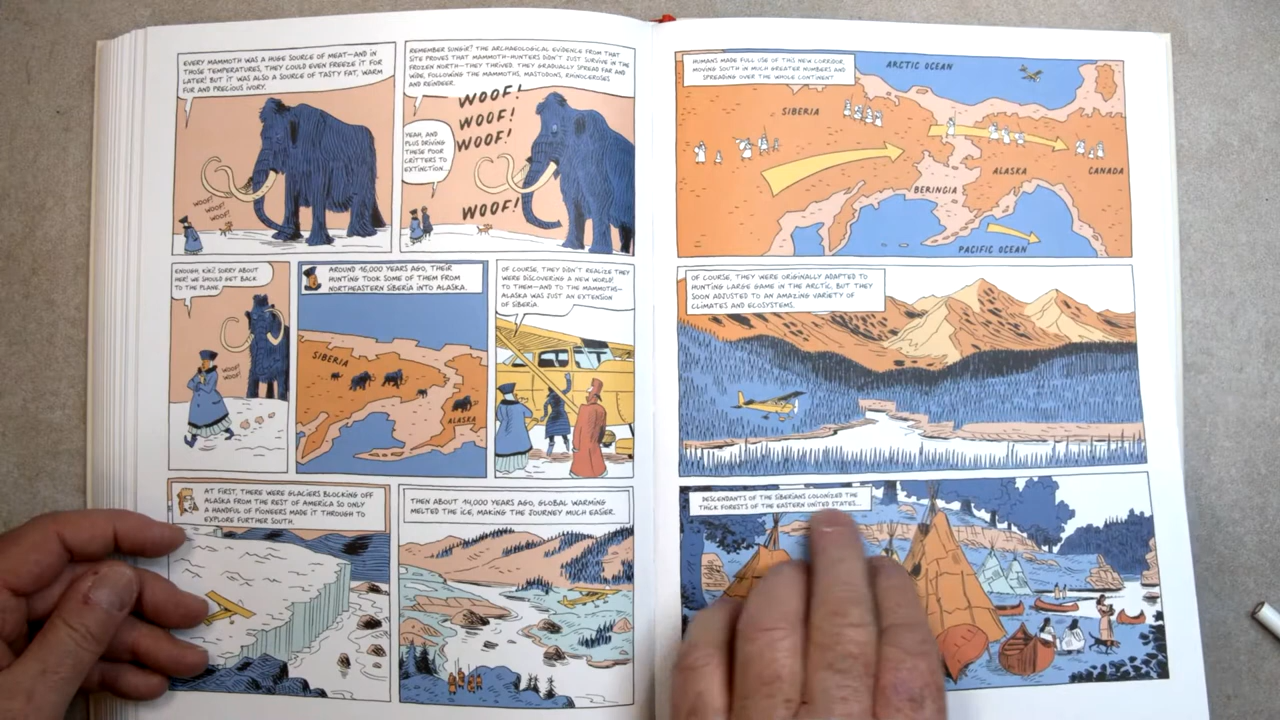 EVERY MAMMOTH WAS A HUGE SOURCE OF MEAT—AND IN
THOSE TEMPERATURES, THEY COULD EVEN FREEZE IT FOR
LATER! BUT IT WAS ALSO A SOURCE OF TASTY FAT, WARM
FUR AND PRECIOUS IVORY.
WOOF!
WOOF!
WOOF!
REMEMBER SUNGIR? THE ARCHAEOLOGICAL EVIDENCE FROM THAT
SITE PROVES THAT MAMMOTH-HUNTERS DIDN'T JUST SURVIVE IN THE
FROZEN NORTH—THEY THRIVED. THEY GRADUALLY SPREAD FAR AND
WIDE, FOLLOWING THE MAMMOTHS, MASTODONS, RHINOCEROSES
AND REINDEER.
WOOF!
WOOF!
WOOF!
YEAH, AND
PLUS DRIVING
THESE POOR
CRITTERS TO
EXTINCTION...
WOOF!
ENOUGH, KIKI! SORRY ABOUT
HER! WE SHOULD GET BACK
TO THE PLANE.
WOOF!
WOOF!
AROUND 16,000 YEARS AGO, THEIR
HUNTING TOOK SOME OF THEM FROM
NORTHEASTERN SIBERIA INTO ALASKA.
SIBERIA
ALASKA
OF COURSE, THEY DIDN'T REALIZE THEY
WERE DISCOVERING A NEW WORLD!
TO THEM—AND TO THE MAMMOTHS—
ALASKA WAS JUST AN EXTENSION
OF SIBERIA.
AT FIRST, THERE WERE GLACIERS BLOCKING OFF
ALASKA FROM THE REST OF AMERICA SO ONLY
A HANDFUL OF PIONEERS MADE IT THROUGH TO
EXPLORE FURTHER SOUTH.
THEN ABOUT 14,000 YEARS AGO, GLOBAL WARMING
MELTED THE ICE, MAKING THE JOURNEY MUCH EASIER.
HUMANS MADE FULL USE OF THIS NEW CORRIDOR,
MOVING SOUTH IN MUCH GREATER NUMBERS AND
SPREADING OVER THE WHOLE CONTINENT
ARCTIC OCEAN
SIBERIA
BERINGIA
ALASKA
CANADA
PACIFIC OCEAN
OF COURSE, THEY WERE ORIGINALLY ADAPTED TO
HUNTING LARGE GAME IN THE ARCTIC, BUT THEY
SOON ADJUSTED TO AN AMAZING VARIETY OF
CLIMATES AND ECOSYSTEMS.
DESCENDANTS OF THE SIBERIANS COLONIZED THE
THICK FORESTS OF THE EASTERN UNITED STATES...